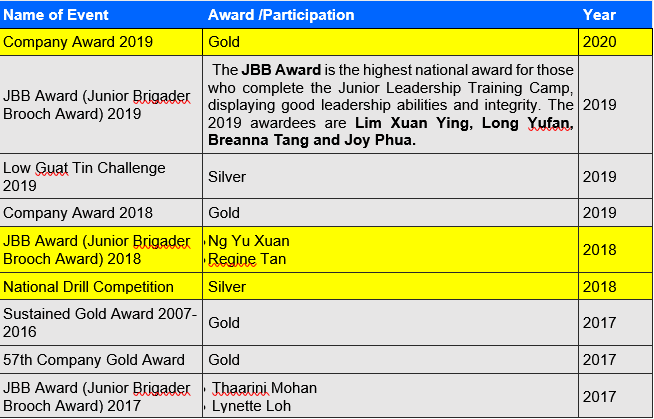 Name of Event Award /Participation Year
Company Award 2019 Gold 2020
JBB Award (Junior Brigader
Brooch Award) 2019
The JBB Award is the highest national award for those
who complete the Junior Leadership Training Camp,
displaying good leadership abilities and integrity. The
2019 awardees are Lim Xuan Ying, Long Yufan,
Breanna Tang and Joy Phua.
2019
Low Guat Tin Challenge
2019
Silver
2019
Company Award 2018 Gold 2019
JBB Award (Junior Brigader
Brooch Award) 2018
• Ng Yu Xuan
• Regine Tan
2018
National Drill Competition Silver 2018
Sustained Gold Award 2007-
2016
Gold
2017
57th Company Gold Award Gold 2017
JBB Award (Junior Brigader
Brooch Award) 2017
• Thaarini Mohan
• Lynette Loh
2017